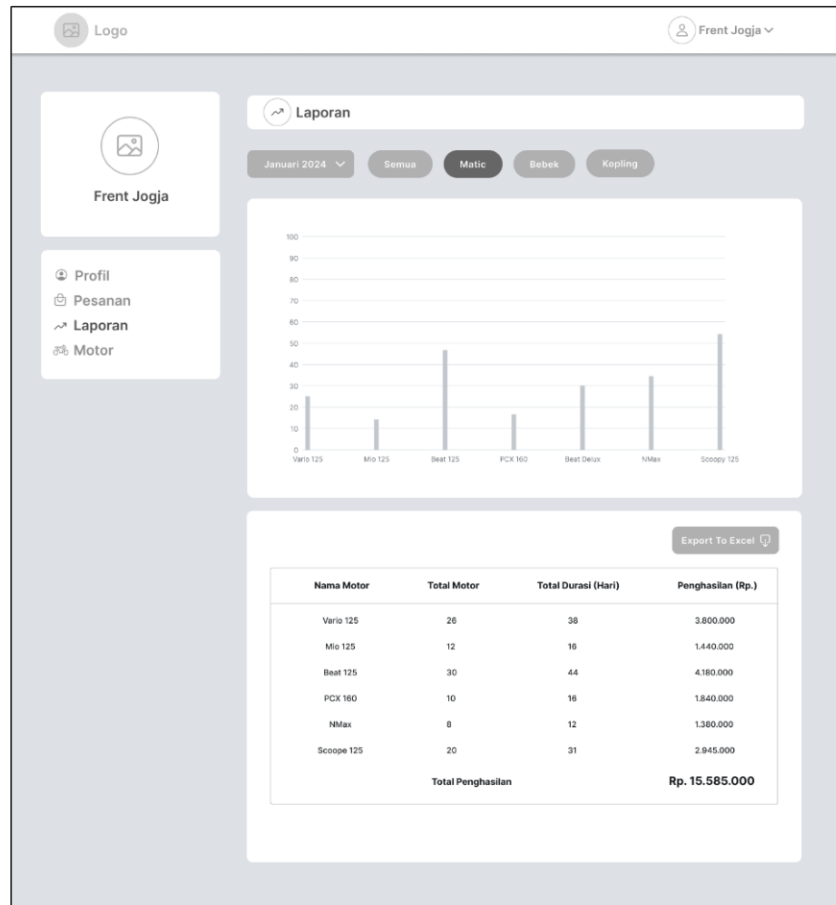 Logo
Frent Jogja
Frent Jogja
Profil
Pesanan
Laporan
Motor
Laporan
Januari 2024 Semua Matic Bebek Kopling
100
90
80
70
60
50
40
30
20
10
0
Vario 125 Mio 125 Beat 125 PCX 160 Beat Delux NMax Scoopy 125
Export To Excel
Nama Motor Total Motor Total Durasi (Hari) Penghasilan (Rp.)
Vario 125 26 38 3.800.000
Mio 125 12 16 1.440.000
Beat 125 30 44 4.180.000
PCX 160 10 16 1.840.000
NMax 8 12 1.380.000
Scoope 125 20 31 2.945.000
Total Penghasilan Rp. 15.585.000